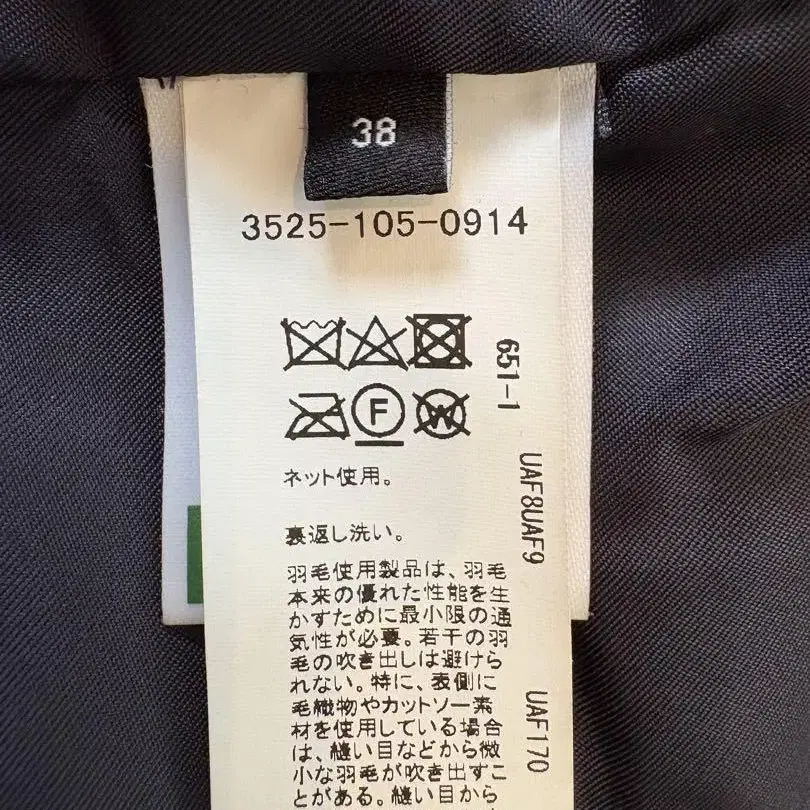 38
3525-105-0914
F
W
651-1
UAF8UAF9
UAF170
ネット使用。
裏返し洗い。
羽毛使用製品は、羽毛
本来の優れた性能を生
かすために最小限の通
気性が必要。若干の羽
毛の吹き出しは避けら
れない。特に、表側に
毛織物やカットソー素
材を使用している場合
は、縫い目などから微
小な羽毛が吹き出すこ
とがある。縫い目から